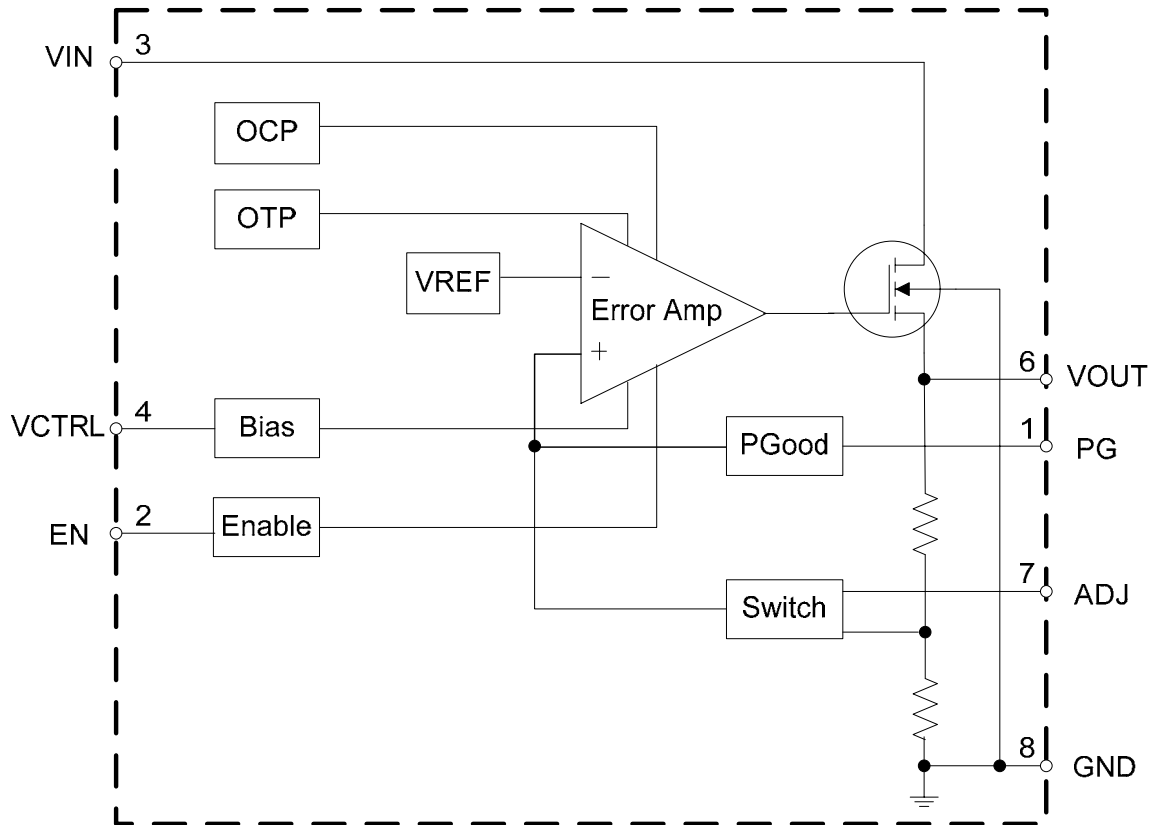 VIN 3
OCP
OTP
VREF
−
Error Amp
+
6 VOUT
VCTRL 4
Bias
PGood
1 PG
EN 2
Enable
7 ADJ
Switch
8 GND